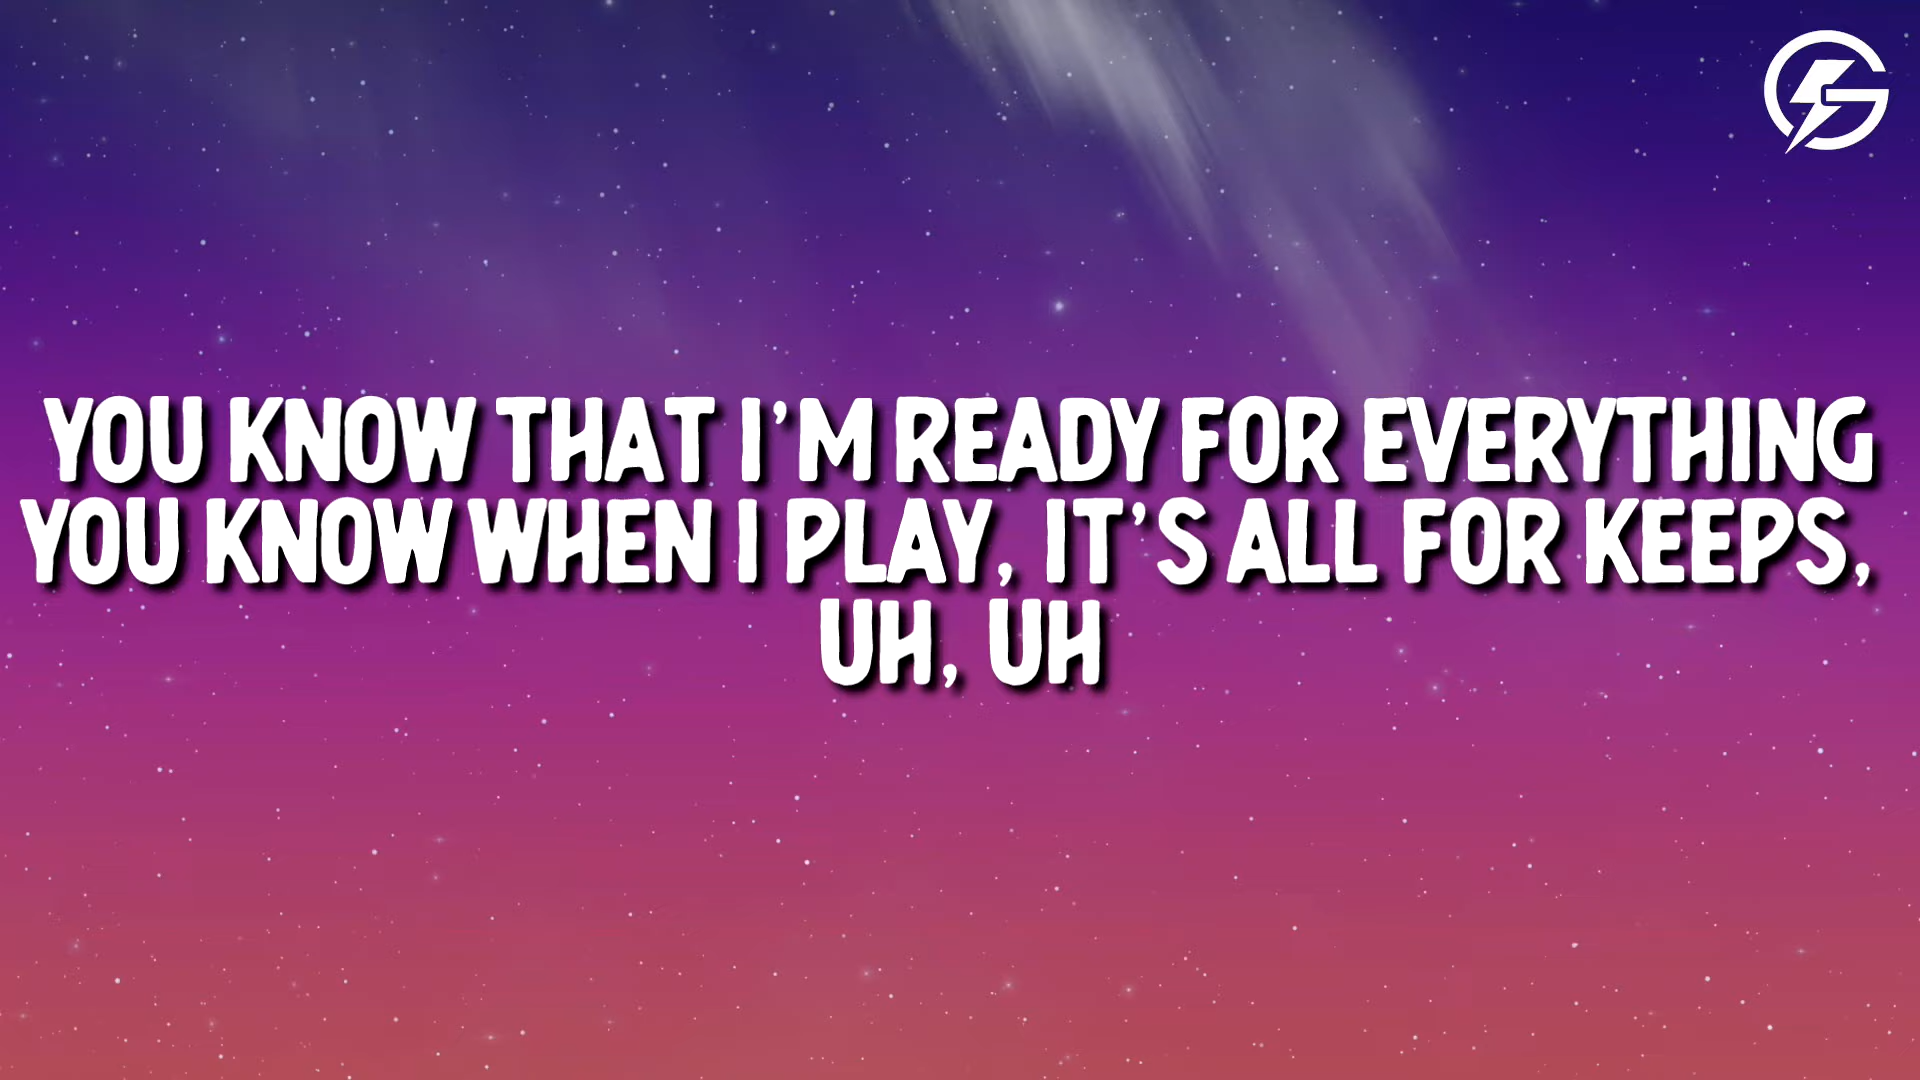 YOU KNOW THAT I'M READY FOR EVERYTHING
YOU KNOW WHEN I PLAY, IT'S ALL FOR KEEPS,
UH, UH